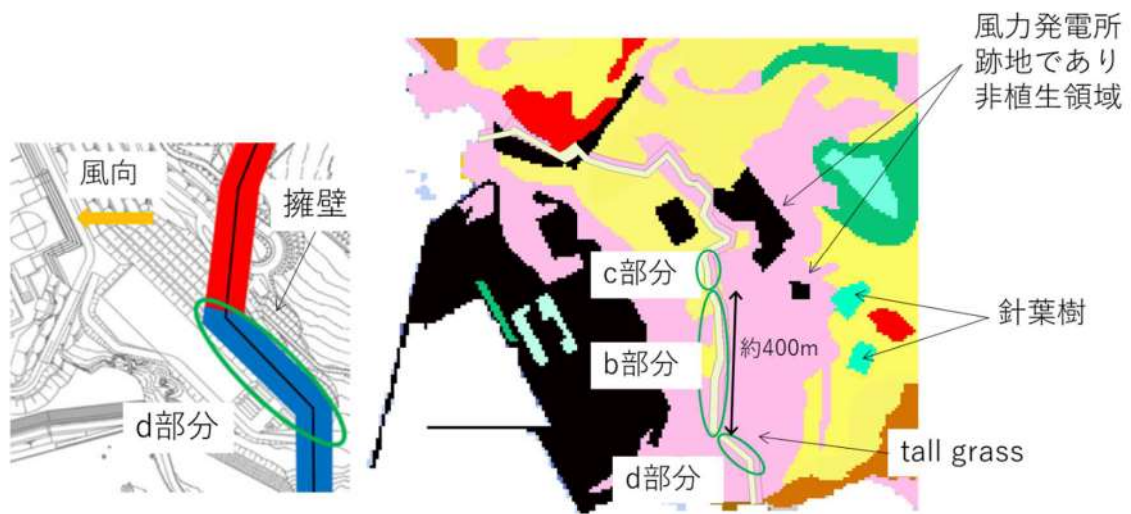 風向
擁壁
d部分
風力発電所
跡地であり
非植生領域
c部分
b部分
約400m
d部分
針葉樹
tall grass